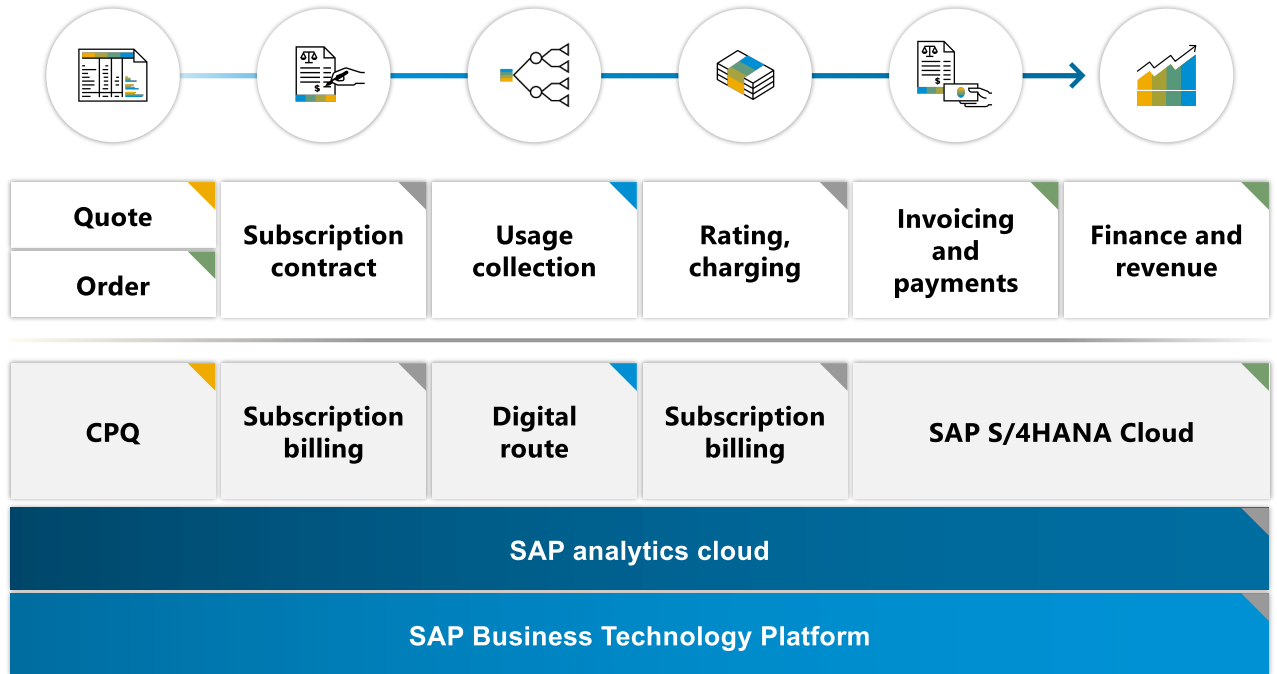 Quote
Order
Subscription
contract
Usage
collection
Rating,
charging
Invoicing
and
payments
Finance and
revenue
CPQ
Subscription
billing
Digital
route
Subscription
billing
SAP S/4HANA Cloud
SAP analytics cloud
SAP Business Technology Platform